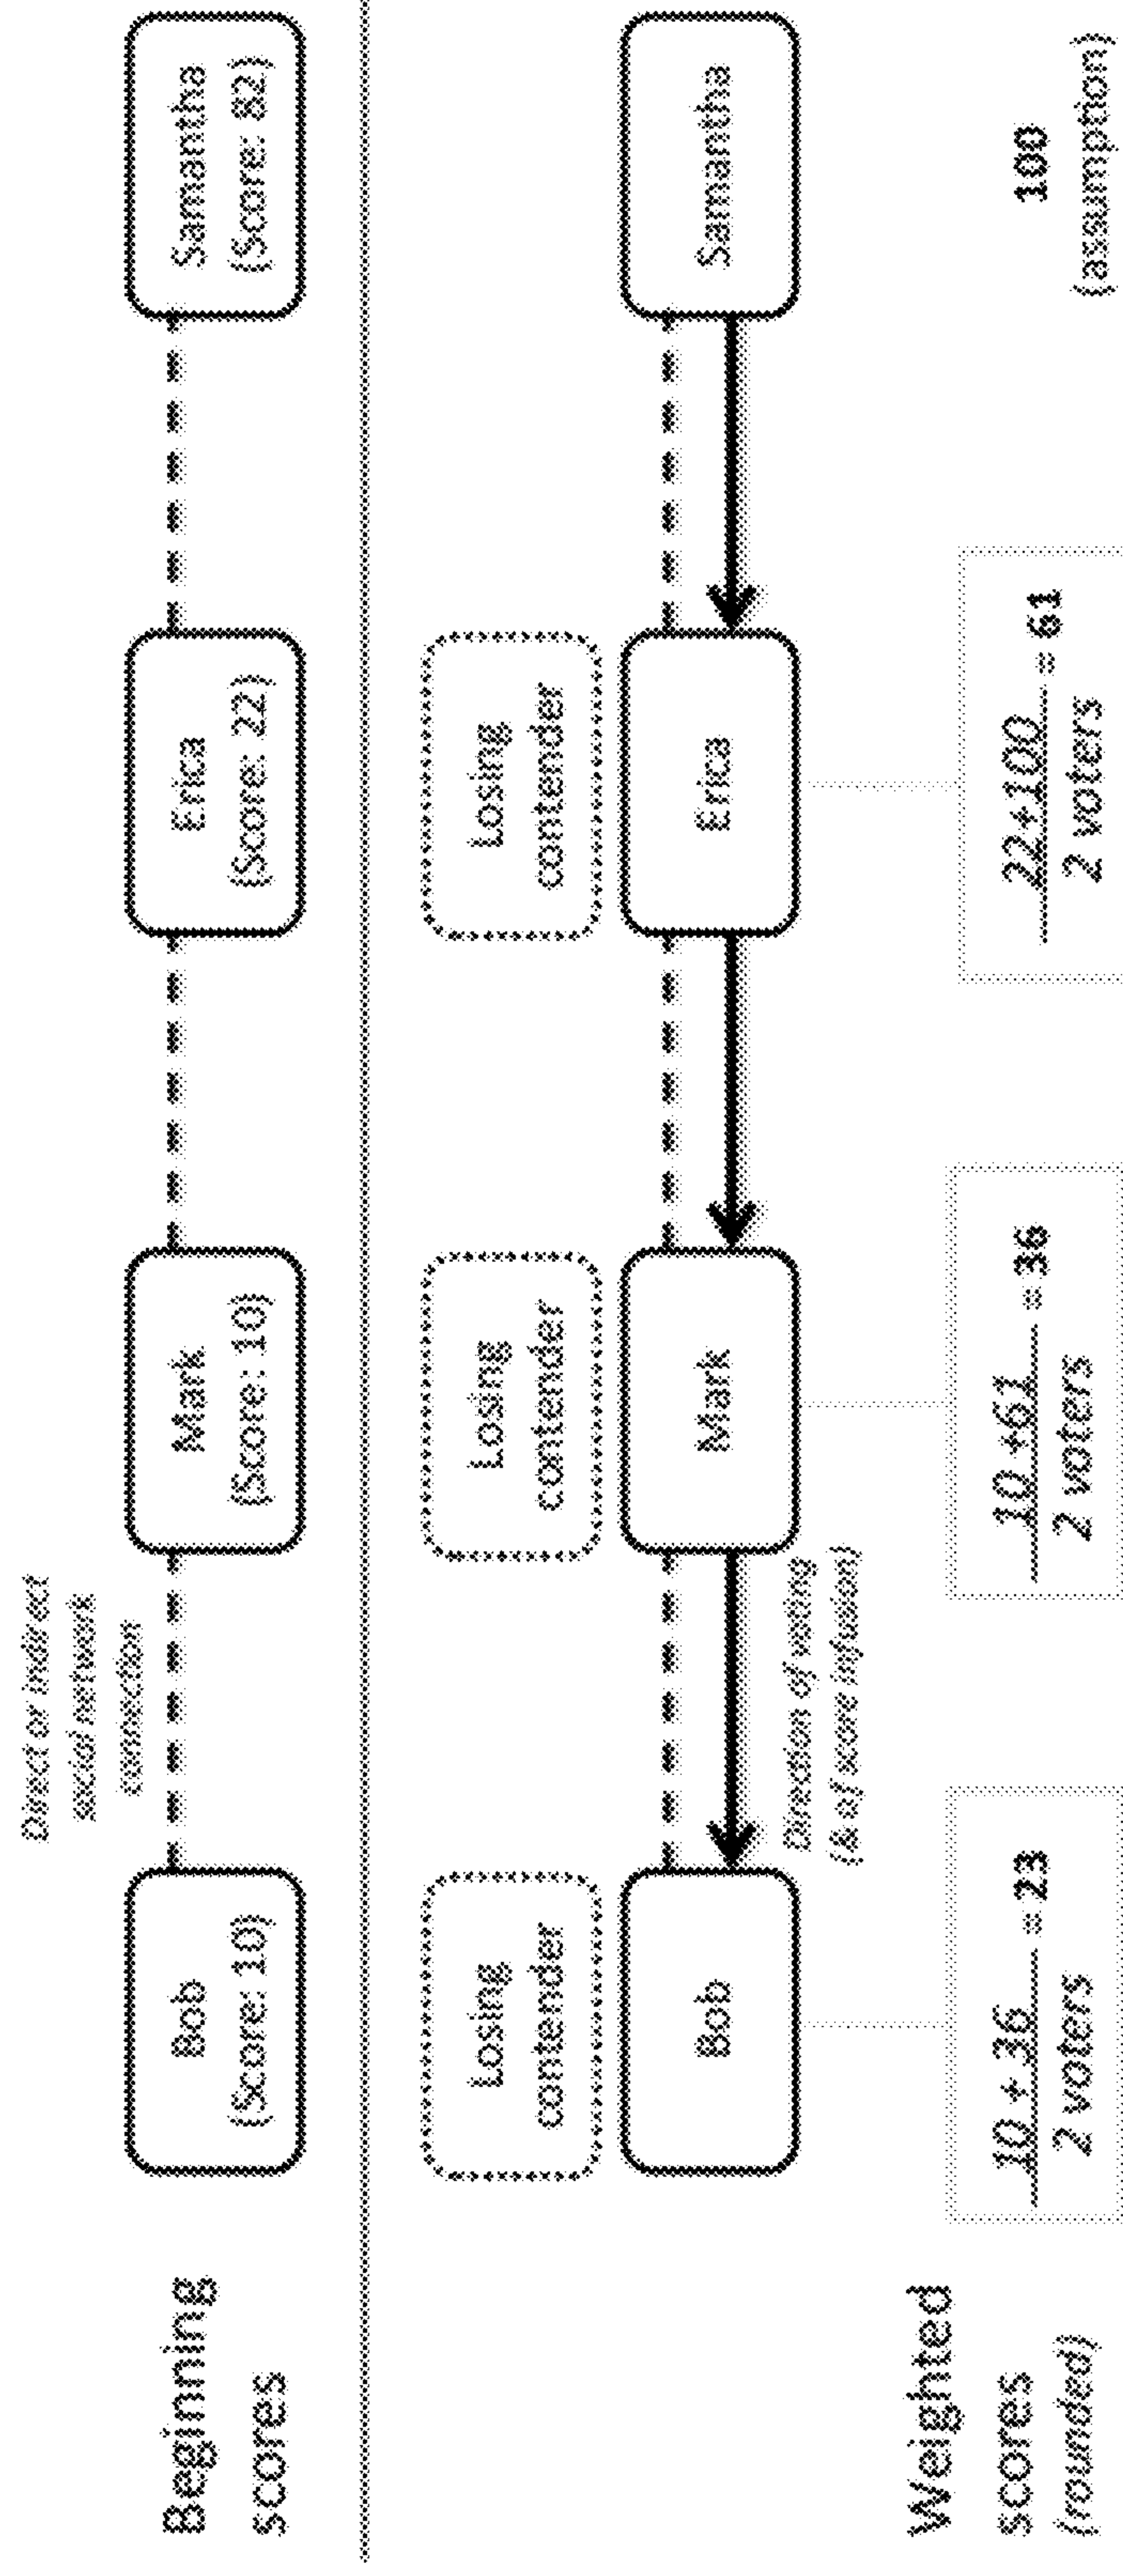 Direct or indirect
social network
connection
Beginning
scores
Bob
(Score: 10)
Mark
(Score: 10)
Erica
(Score: 22)
Samantha
(Score: 82)
Losing
contender
Losing
contender
Losing
contender
Bob
Mark
Erica
Samantha
Direction of voting
(& of score infusion)
Weighted
scores
(rounded)
10 + 36 = 23
2 voters
10 +61 = 36
2 voters
22+100 = 61
2 voters
100
(assumption)